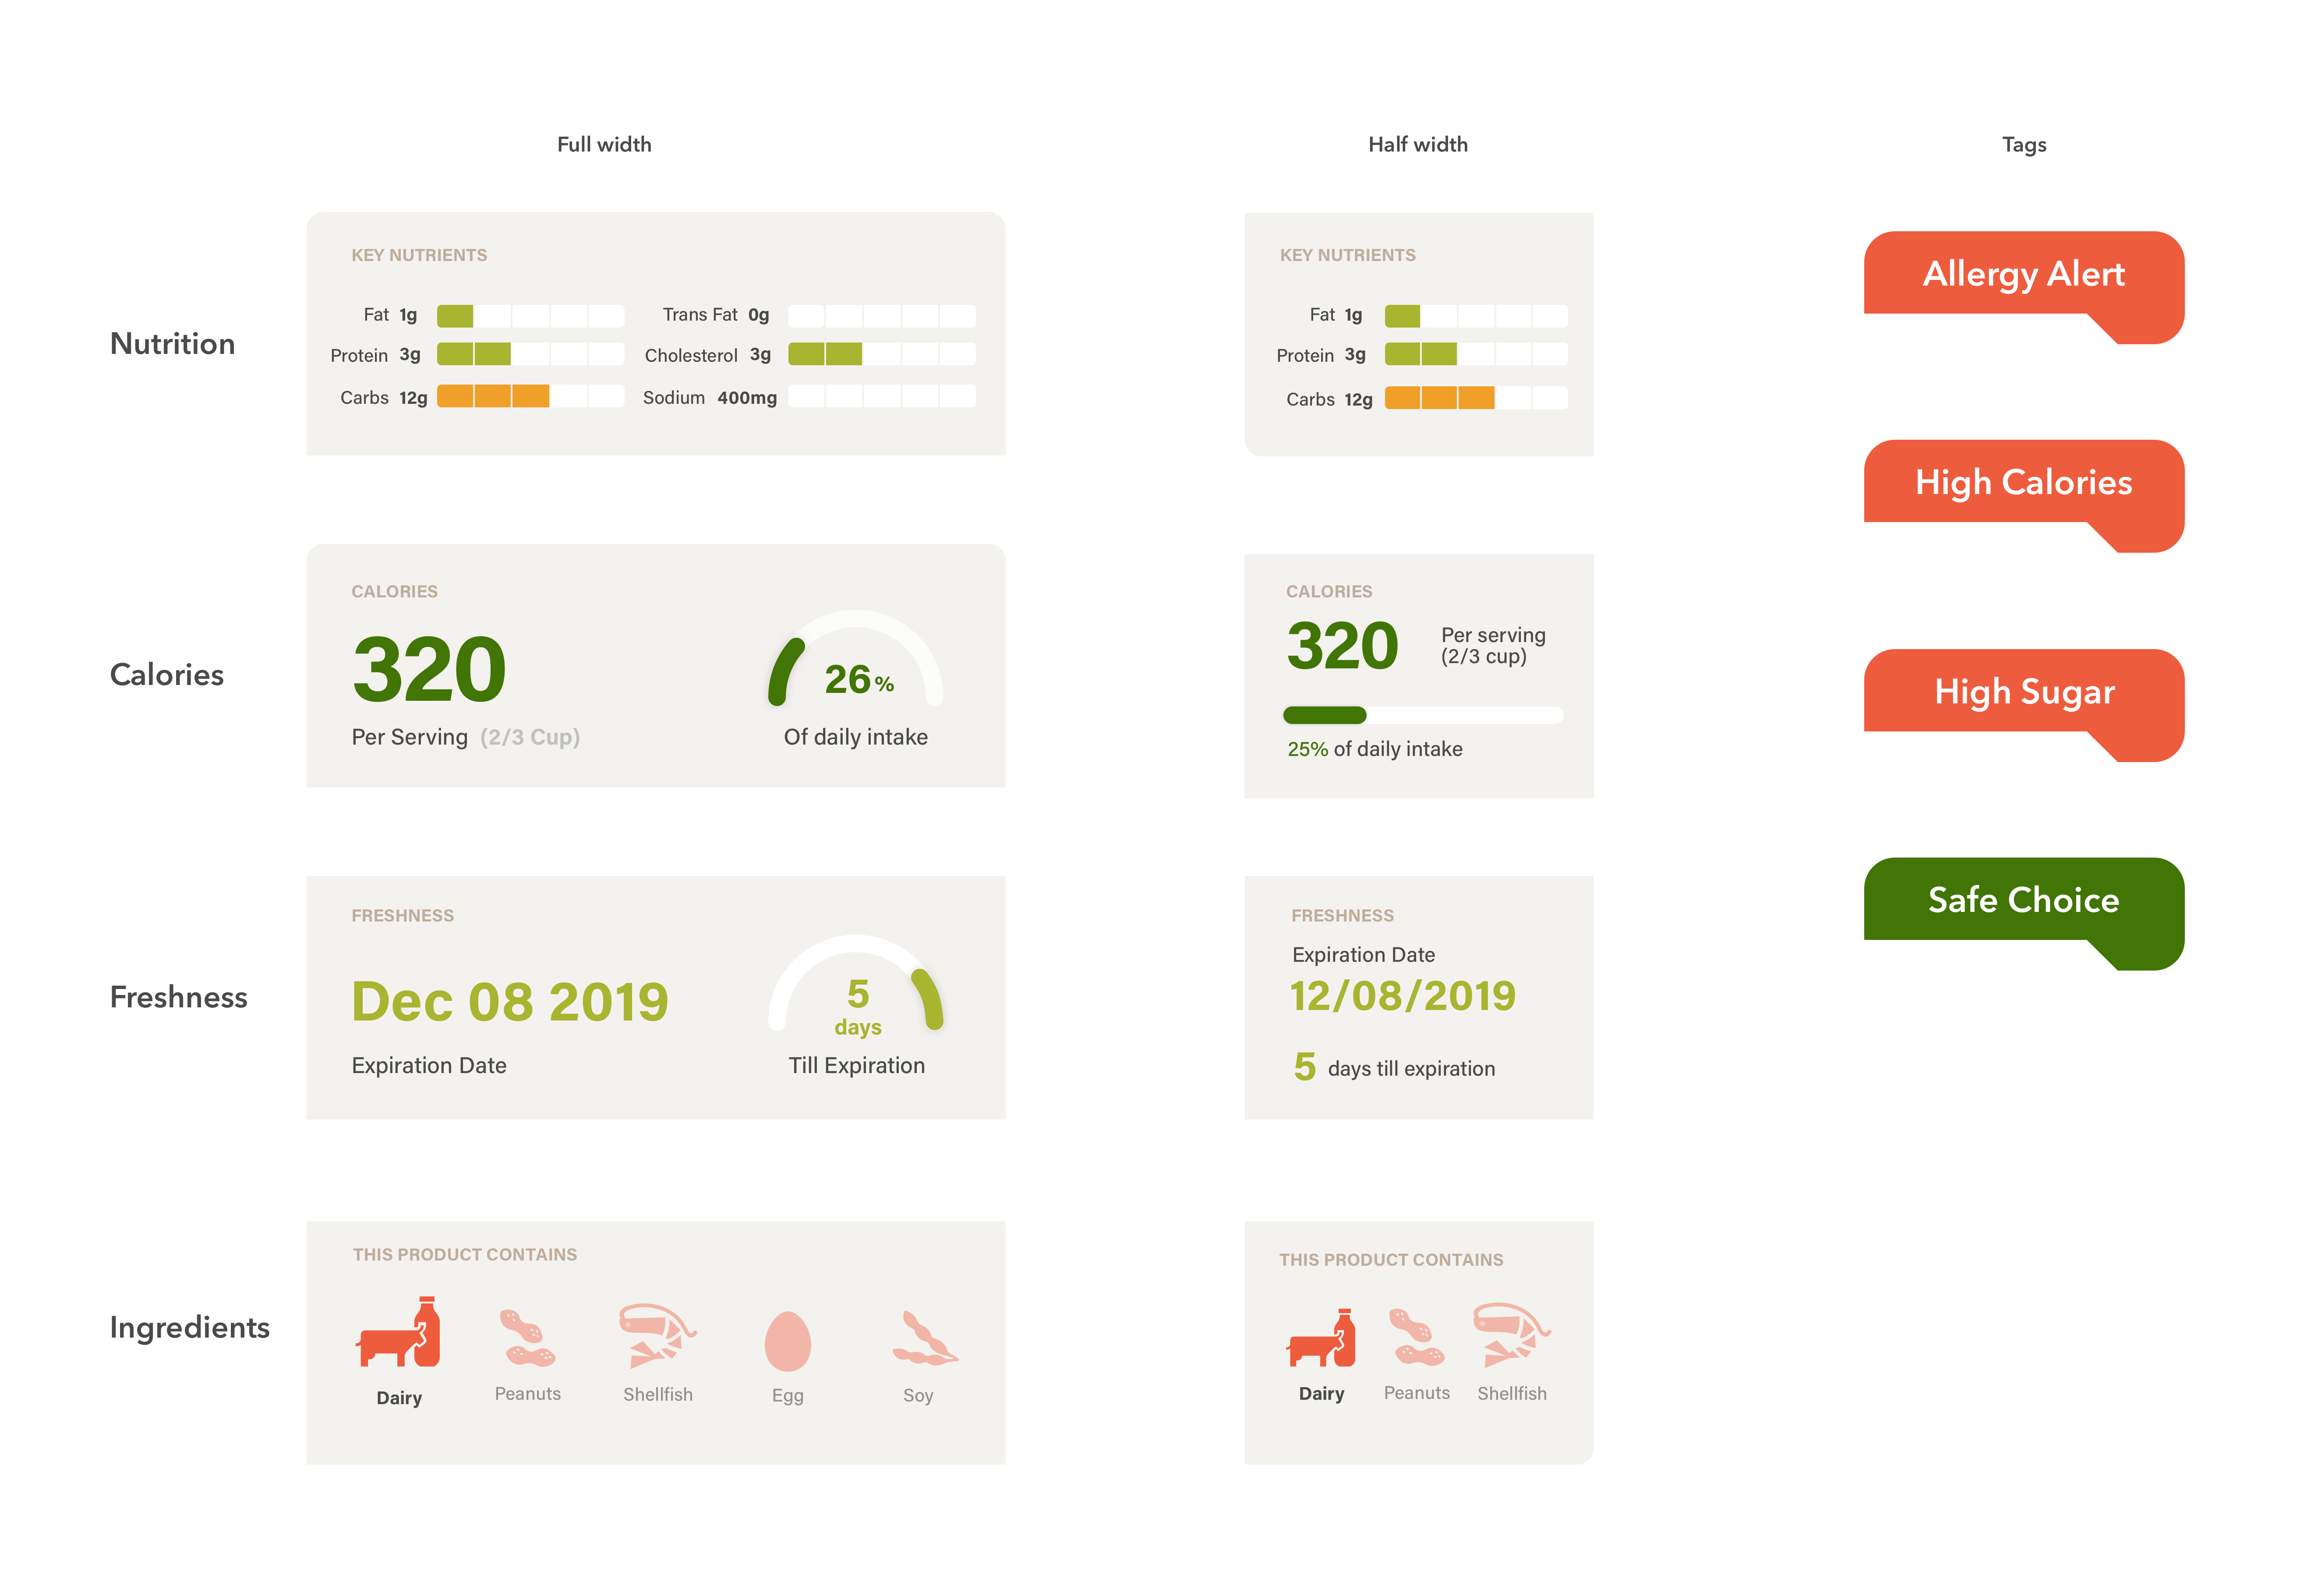 Full width
Half width
Tags
Nutrition
KEY NUTRIENTS
Fat 1g
Trans Fat 0g
Protein 3g
Cholesterol 3g
Carbs 12g
Sodium 400mg
KEY NUTRIENTS
Fat 1g
Protein 3g
Carbs 12g
Allergy Alert
High Calories
Calories
CALORIES
320
Per Serving (2/3 Cup)
26%
Of daily intake
CALORIES
320
Per serving
(2/3 cup)
25% of daily intake
High Sugar
Freshness
FRESHNESS
Dec 08 2019
Expiration Date
5
days
Till Expiration
FRESHNESS
Expiration Date
12/08/2019
5 days till expiration
Safe Choice
Ingredients
THIS PRODUCT CONTAINS
Dairy
Peanuts
Shellfish
Egg
Soy
THIS PRODUCT CONTAINS
Dairy
Peanuts
Shellfish